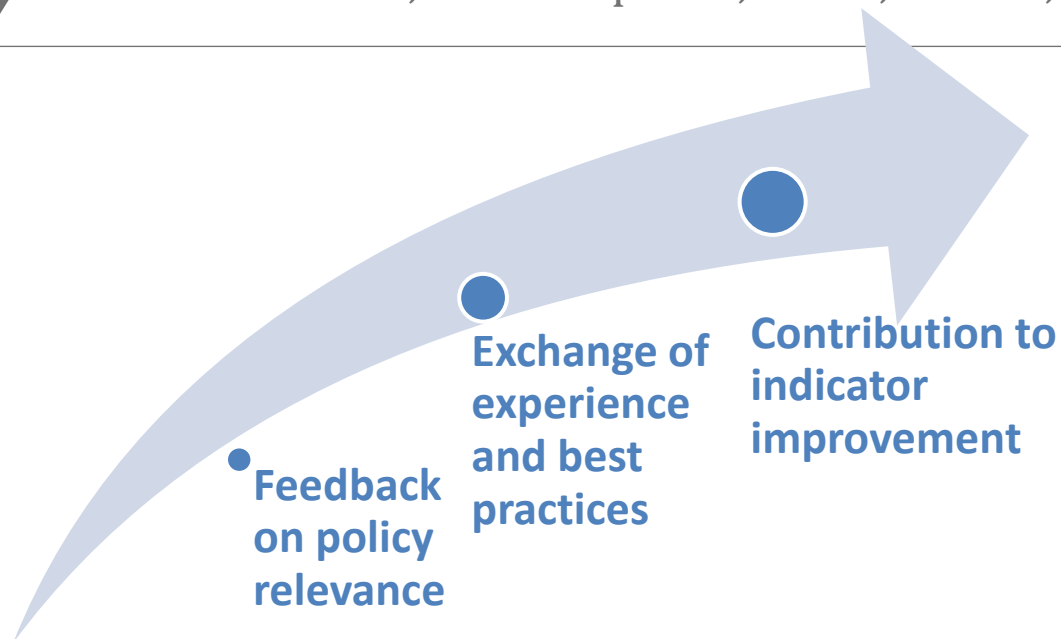 Feedback
on policy
relevance
Exchange of
experience
and best
practices
Contribution to
indicator
improvement